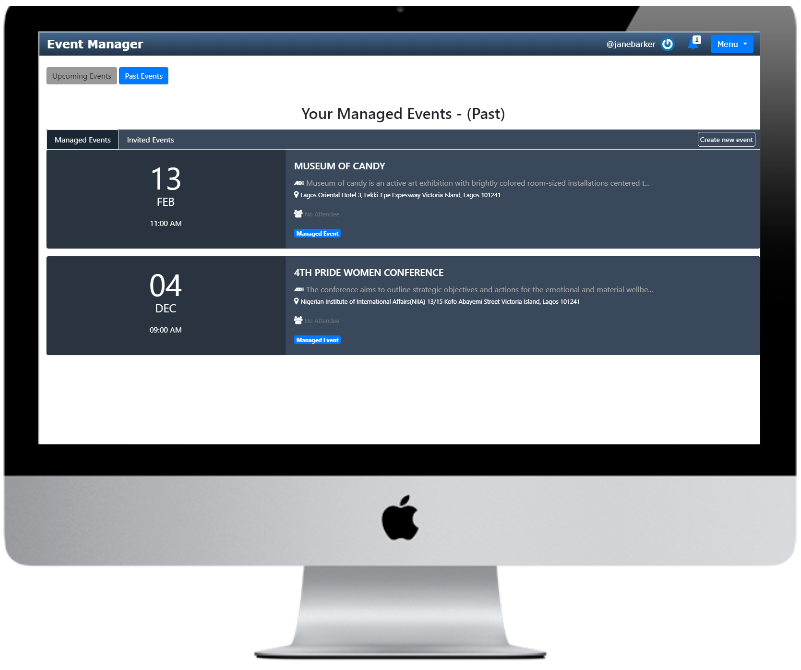 Event Manager
@janebarker
1
Menu
Upcoming Events
Past Events
Your Managed Events - (Past)
Managed Events
Invited Events
Create new event
13
FEB
11:00 AM
MUSEUM OF CANDY
Museum of candy is an active art exhibition with brightly colored room-sized installations centered t...
Lagos Oriental Hotel 3, Lekki Epe Expessway Victoria Island, Lagos 101241
No Attendee
Managed Event
04
DEC
09:00 AM
4TH PRIDE WOMEN CONFERENCE
The conference aims to outline strategic objectives and actions for the emotional and material wellbe...
Nigerian Institute of International Affairs(NIIA) 13/15 Kofo Abayemi Street Victoria Island, Lagos 101241
No Attendee
Managed Event